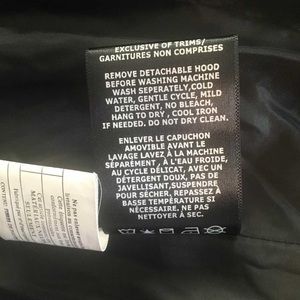 EXCLUSIVE OF TRIMS/
GARNITURES NON COMPRISES
REMOVE DETACHABLE HOOD
BEFORE WASHING MACHINE
WASH SEPERATELY,COLD
WATER, GENTLE CYCLE, MILD
DETERGENT, NO BLEACH,
HANG TO DRY , COOL IRON
IF NEEDED. DO NOT DRY CLEAN.
ENLEVER LE CAPUCHON
AMOVIBLE AVANT LE
LAVAGE LAVEZ À LA MACHINE
SÉPARÉMENT , À L'EAU FROIDE,
AU CYCLE DÉLICAT, AVEC UN
DÉTERGENT DOUX, PAS DE
JAVELLISANT,SUSPENDRE
POUR SÉCHER, REPASSEZ À
BASSE TEMPÉRATURE SI
NÉCESSAIRE. NE PAS
NETTOYER À SEC.